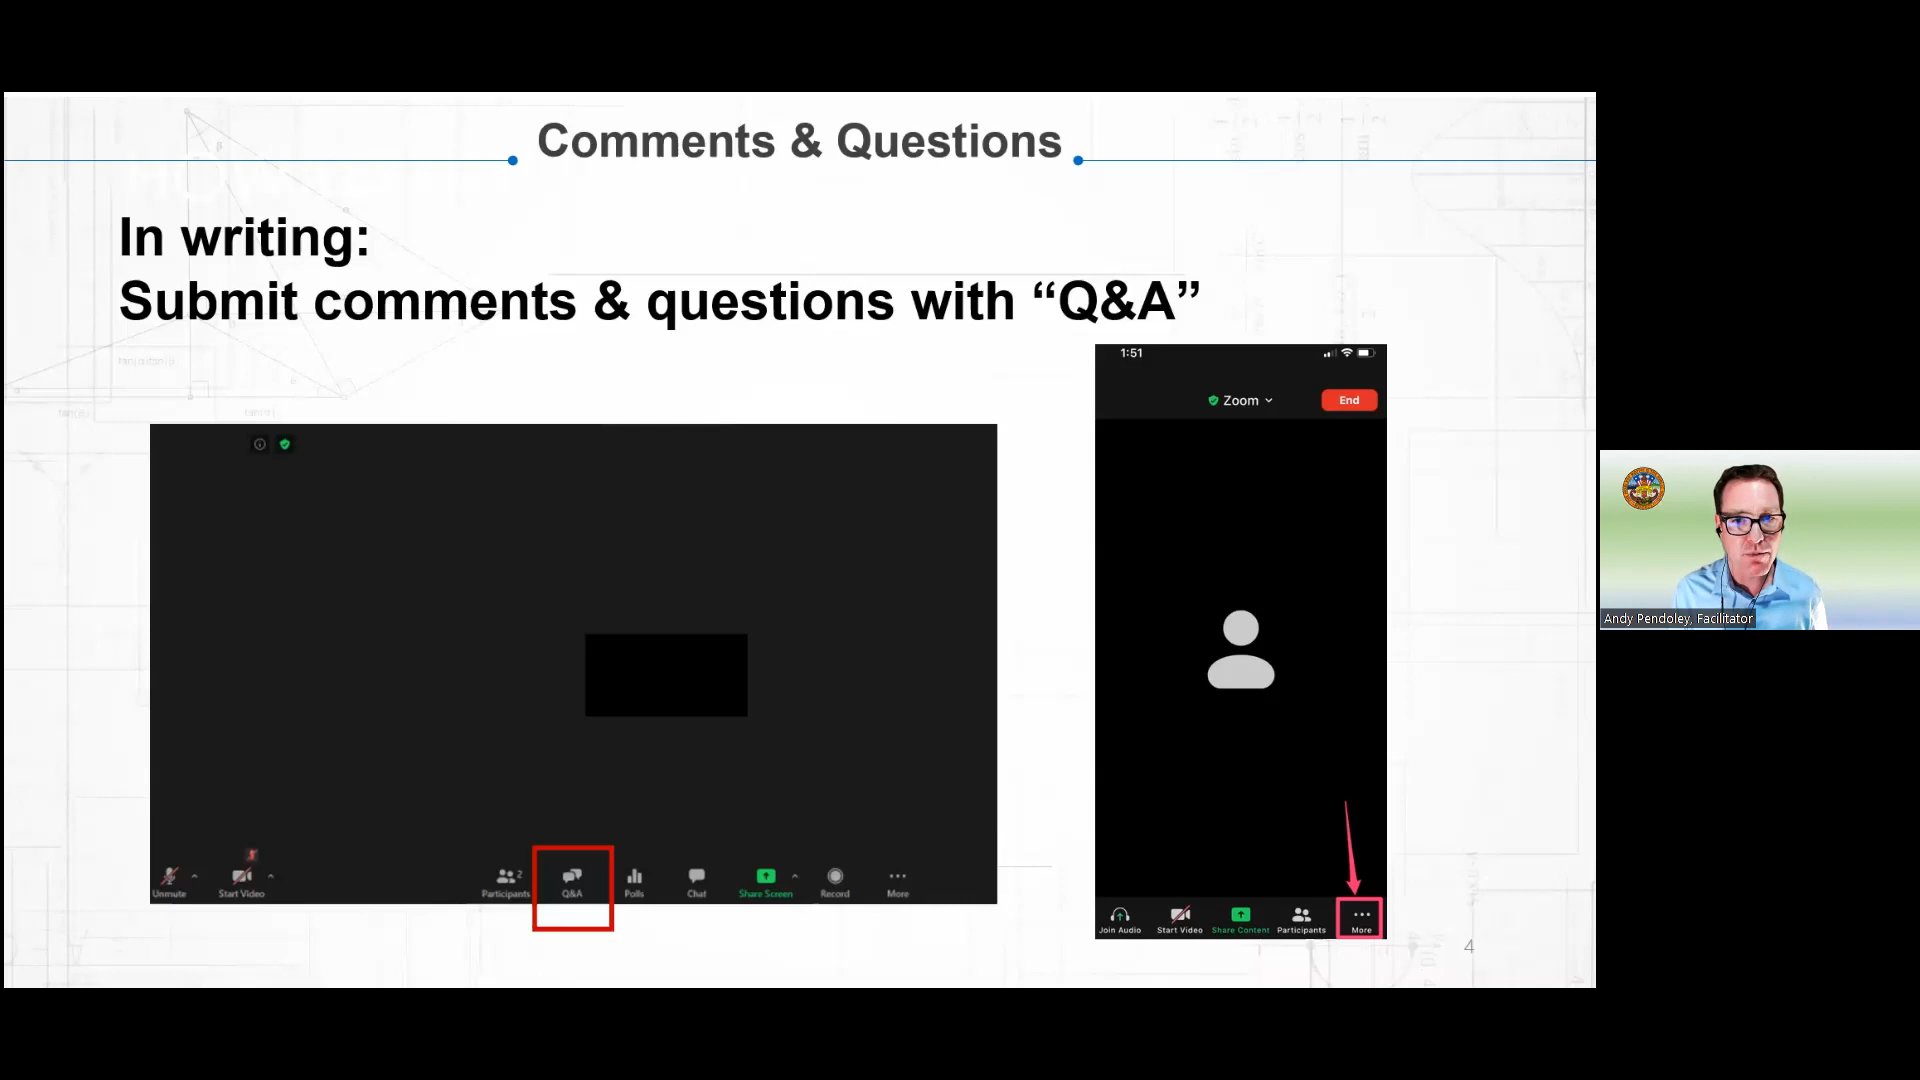 Comments & Questions
In writing:
Submit comments & questions with “Q&A”
1:51
Zoom
End
Unmute
Start Video
Participants
2
Q&A
Polls
Chat
Share Screen
Record
More
Join Audio
Start Video
Share Content
Participants
More
4
Andy Pendoley, Facilitator